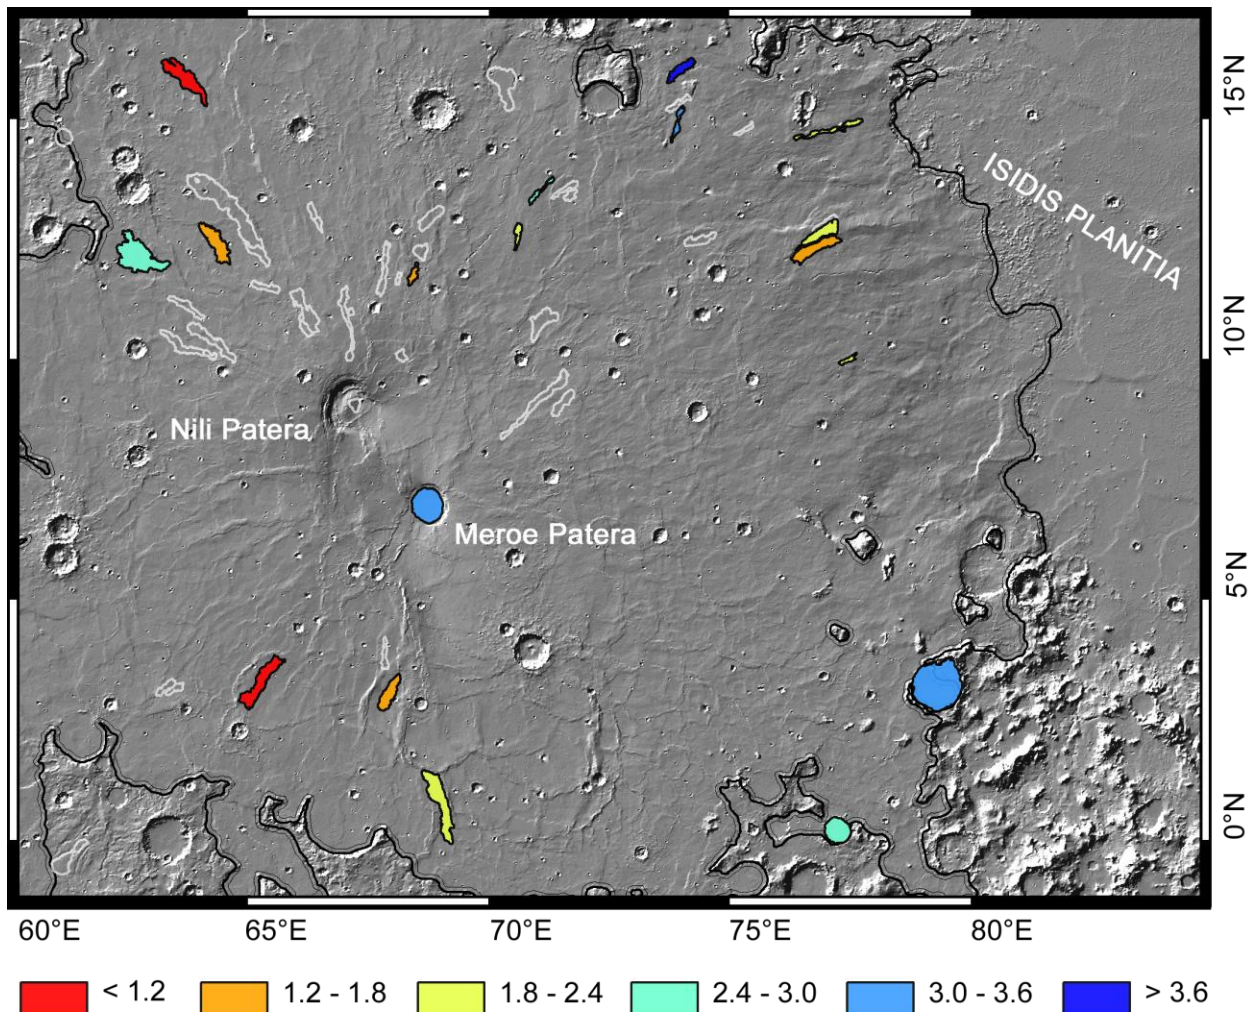 15°N
ISIDIS PLANITIA
10°N
Nili Patera
Meroe Patera
5°N
0°N
60°E 65°E 70°E 75°E 80°E
< 1.2 1.2 - 1.8 1.8 - 2.4 2.4 - 3.0 3.0 - 3.6 > 3.6